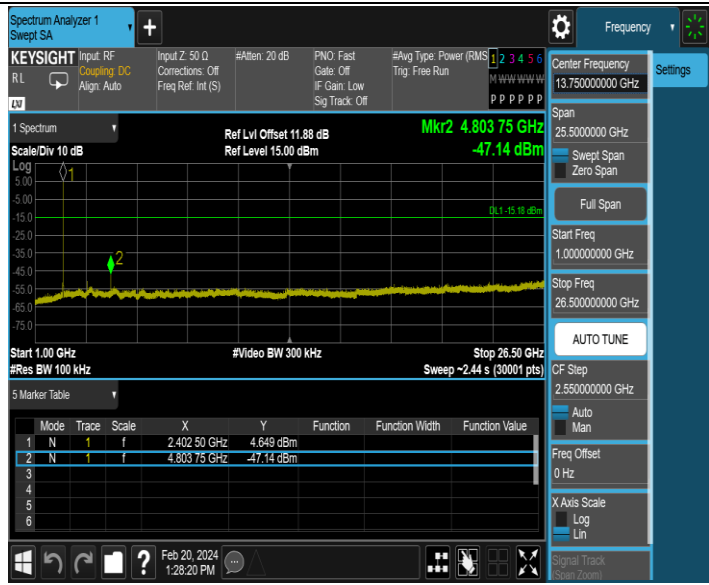 Spectrum Analyzer 1
Swept SA
Frequency
KEYSIGHT
RL
LXI
Input: RF
Coupling: DC
Align: Auto
Input Z: 50 Ω
Corrections: Off
Freq Ref: Int (S)
#Atten: 20 dB
PNO: Fast
Gate: Off
IF Gain: Low
Sig Track: Off
#Avg Type: Power (RMS
Trig: Free Run
1 2 3 4 5 6
M W W W W W
P P P P P P
1 Spectrum
Scale/Div 10 dB
Ref Lvl Offset 11.88 dB
Ref Level 15.00 dBm
Mkr2 4.803 75 GHz
-47.14 dBm
Log
5.00
-5.00
-15.0
-25.0
-35.0
-45.0
-55.0
-65.0
-75.0
1
2
DL1 -15.18 dBm
Start 1.00 GHz
#Res BW 100 kHz
#Video BW 300 kHz
Stop 26.50 GHz
Sweep ~2.44 s (30001 pts)
5 Marker Table
Mode Trace Scale X Y Function Function Width Function Value
1 N 1 f 2.402 50 GHz 4.649 dBm
2 N 1 f 4.803 75 GHz -47.14 dBm
3
4
5
6
Feb 20, 2024
1:28:20 PM
Center Frequency
13.750000000 GHz
Span
25.5000000 GHz
Swept Span
Zero Span
Full Span
Start Freq
1.000000000 GHz
Stop Freq
26.500000000 GHz
AUTO TUNE
CF Step
2.550000000 GHz
Auto
Man
Freq Offset
0 Hz
X Axis Scale
Log
Lin
Signal Track
(Span Zoom)
Settings